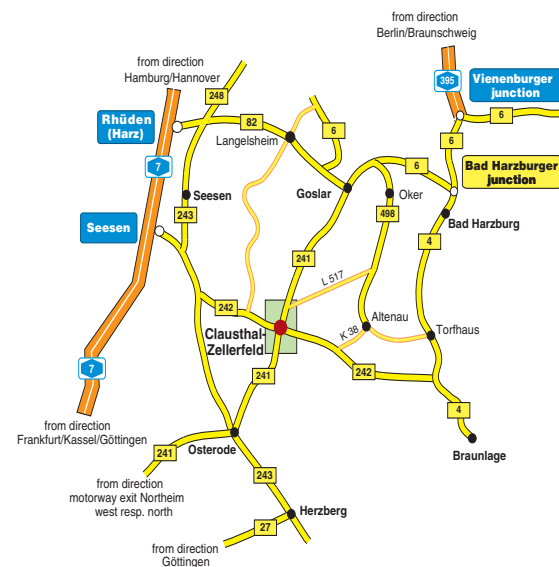 from direction
Berlin/Braunschweig
from direction
Hamburg/Hannover
395
Vienenburger
junction
248
Rhüden
(Harz)
82
6
6
6
Langelsheim
7
6
Bad Harzburger
junction
Seesen
Goslar
Oker
243
498
Bad Harzburg
Seesen
4
241
L 517
242
Altenau
Clausthal-
Zellerfeld
K 38
Torfhaus
7
241
242
from direction
Frankfurt/Kassel/Göttingen
4
241
Osterode
Braunlage
from direction
motorway exit Northeim
west resp. north
243
Herzberg
27
from direction
Göttingen